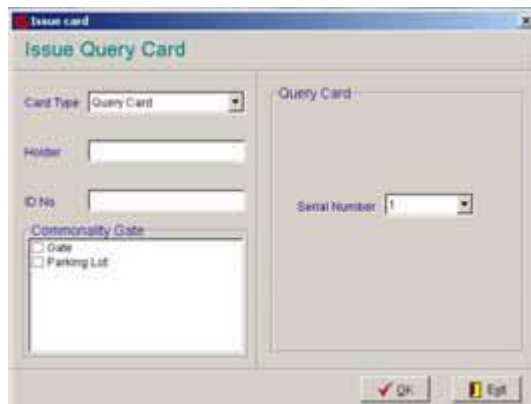 Issue card
Issue Query Card
Card Type Query Card
Holder
ID No
Commonality Gate
Gate
Parking Lot
Query Card
Serial Number 1
OK
Exit